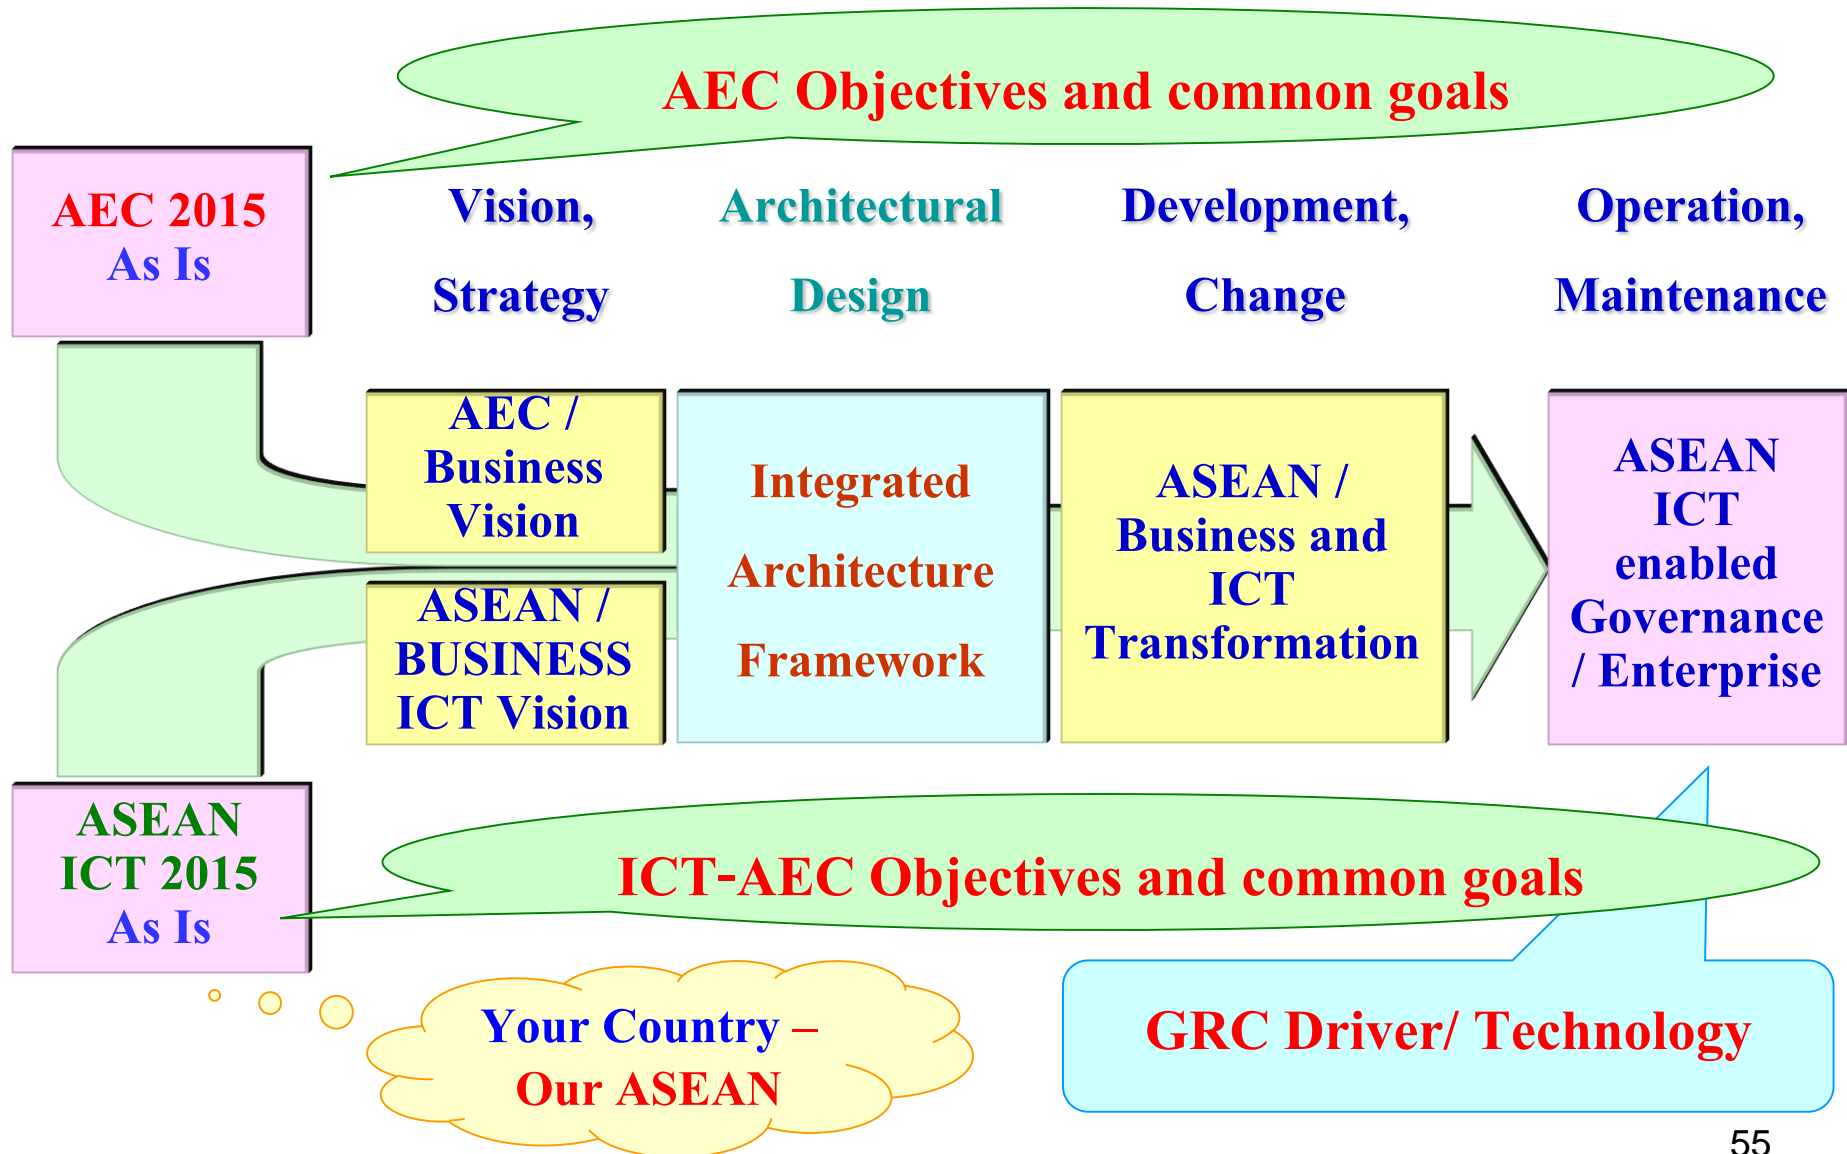 AEC Objectives and common goals
AEC 2015
As Is
Vision,
Strategy
Architectural
Design
Development,
Change
Operation,
Maintenance
AEC /
Business
Vision
ASEAN /
BUSINESS
ICT Vision
Integrated
Architecture
Framework
ASEAN /
Business and
ICT
Transformation
ASEAN
ICT
enabled
Governance
/ Enterprise
ASEAN
ICT 2015
As Is
ICT-AEC Objectives and common goals
Your Country –
Our ASEAN
GRC Driver/ Technology
55